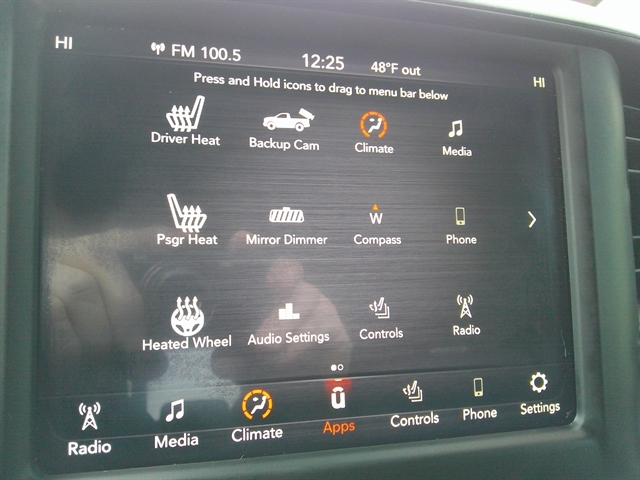 HI FM 100.5 12:25 48°F out HI
Press and Hold icons to drag to menu bar below
Driver Heat Backup Cam Climate Media
W
Psgr Heat Mirror Dimmer Compass Phone
Heated Wheel Audio Settings Controls Radio
Radio Media Climate Apps Controls Phone Settings